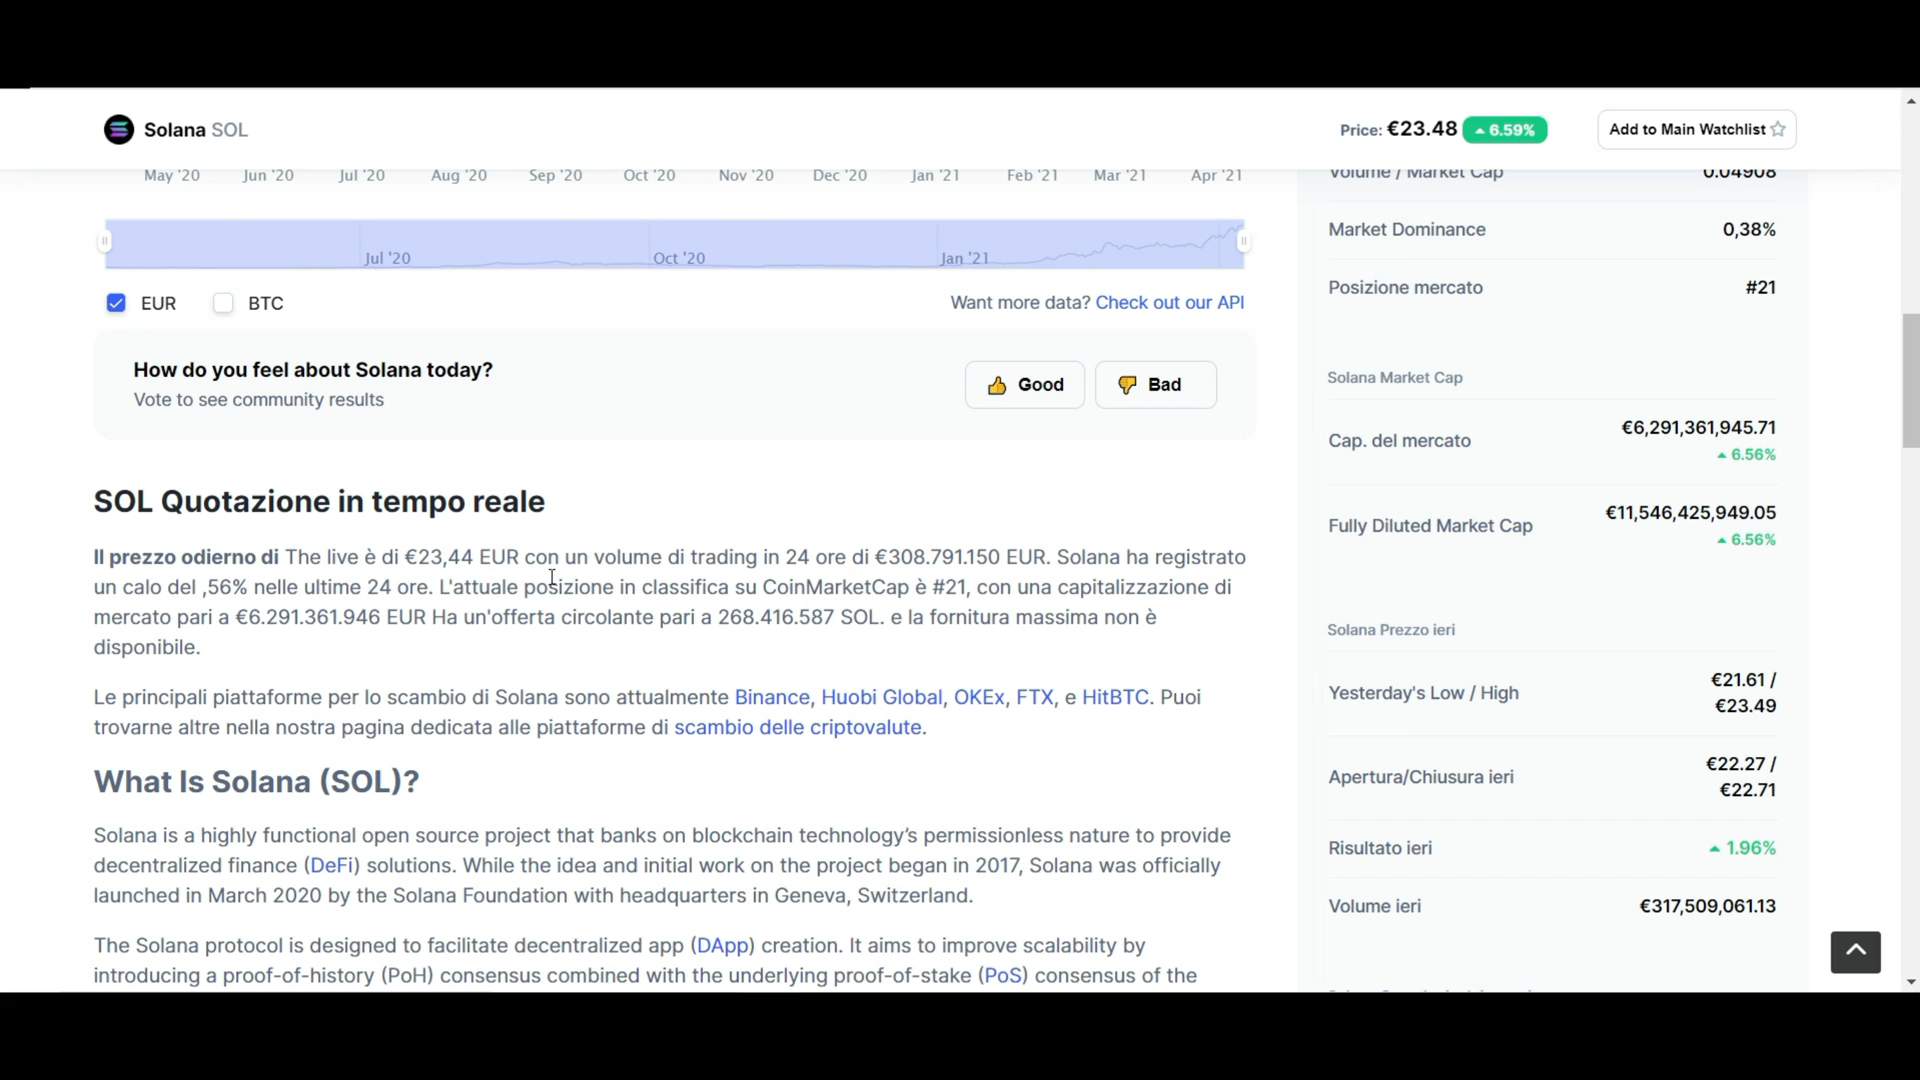 Solana SOL
Price: €23.48 6.59%
Add to Main Watchlist
May '20 Jun '20 Jul '20 Aug '20 Sep '20 Oct '20 Nov '20 Dec '20 Jan '21 Feb '21 Mar '21 Apr '21
Jul '20 Oct '20 Jan '21
EUR BTC
Want more data? Check out our API
How do you feel about Solana today?
Vote to see community results
Good Bad
SOL Quotazione in tempo reale
Il prezzo odierno di The live è di €23,44 EUR con un volume di trading in 24 ore di €308.791.150 EUR. Solana ha registrato
un calo del ,56% nelle ultime 24 ore. L'attuale posizione in classifica su CoinMarketCap è #21, con una capitalizzazione di
mercato pari a €6.291.361.946 EUR Ha un'offerta circolante pari a 268.416.587 SOL. e la fornitura massima non è
disponibile.
Le principali piattaforme per lo scambio di Solana sono attualmente Binance, Huobi Global, OKEx, FTX, e HitBTC. Puoi
trovarne altre nella nostra pagina dedicata alle piattaforme di scambio delle criptovalute.
What Is Solana (SOL)?
Solana is a highly functional open source project that banks on blockchain technology's permissionless nature to provide
decentralized finance (DeFi) solutions. While the idea and initial work on the project began in 2017, Solana was officially
launched in March 2020 by the Solana Foundation with headquarters in Geneva, Switzerland.
The Solana protocol is designed to facilitate decentralized app (DApp) creation. It aims to improve scalability by
introducing a proof-of-history (PoH) consensus combined with the underlying proof-of-stake (PoS) consensus of the
Volume / Market Cap 0.04908
Market Dominance 0,38%
Posizione mercato #21
Solana Market Cap
Cap. del mercato €6,291,361,945.71
6.56%
Fully Diluted Market Cap €11,546,425,949.05
6.56%
Solana Prezzo ieri
Yesterday's Low / High €21.61 /
€23.49
Apertura/Chiusura ieri €22.27 /
€22.71
Risultato ieri 1.96%
Volume ieri €317,509,061.13